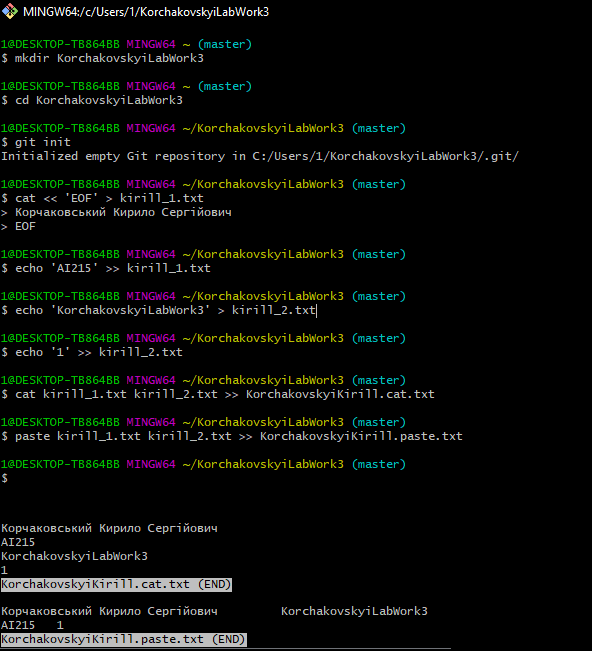 MINGW64:/c/Users/1/KorchakovskyiLabWork3
1@DESKTOP-TB864BB MINGW64 ~ (master)
$ mkdir KorchakovskyiLabWork3
1@DESKTOP-TB864BB MINGW64 ~ (master)
$ cd KorchakovskyiLabWork3
1@DESKTOP-TB864BB MINGW64 ~/KorchakovskyiLabWork3 (master)
$ git init
Initialized empty Git repository in C:/Users/1/KorchakovskyiLabWork3/.git/
1@DESKTOP-TB864BB MINGW64 ~/KorchakovskyiLabWork3 (master)
$ cat << 'EOF' > kirill_1.txt
> Корчаковський Кирило Сергійович
> EOF
1@DESKTOP-TB864BB MINGW64 ~/KorchakovskyiLabWork3 (master)
$ echo 'AI215' >> kirill_1.txt
1@DESKTOP-TB864BB MINGW64 ~/KorchakovskyiLabWork3 (master)
$ echo 'KorchakovskyiLabWork3' > kirill_2.txt
1@DESKTOP-TB864BB MINGW64 ~/KorchakovskyiLabWork3 (master)
$ echo '1' >> kirill_2.txt
1@DESKTOP-TB864BB MINGW64 ~/KorchakovskyiLabWork3 (master)
$ cat kirill_1.txt kirill_2.txt >> KorchakovskyiKirill.cat.txt
1@DESKTOP-TB864BB MINGW64 ~/KorchakovskyiLabWork3 (master)
$ paste kirill_1.txt kirill_2.txt >> KorchakovskyiKirill.paste.txt
1@DESKTOP-TB864BB MINGW64 ~/KorchakovskyiLabWork3 (master)
$
Корчаковський Кирило Сергійович
AI215
KorchakovskyiLabWork3
1
KorchakovskyiKirill.cat.txt (END)
Корчаковський Кирило Сергійович KorchakovskyiLabWork3
AI215 1
KorchakovskyiKirill.paste.txt (END)